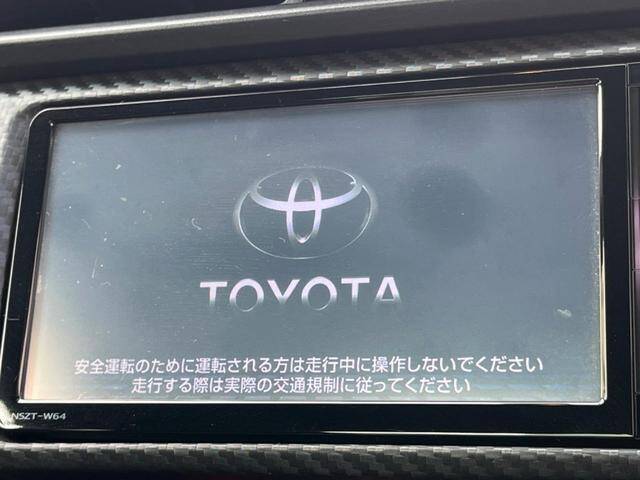 TOYOTA
安全運転のために運転される方は走行中に操作しないでください
走行する際は実際の交通規制に従ってください
NSZT-W64